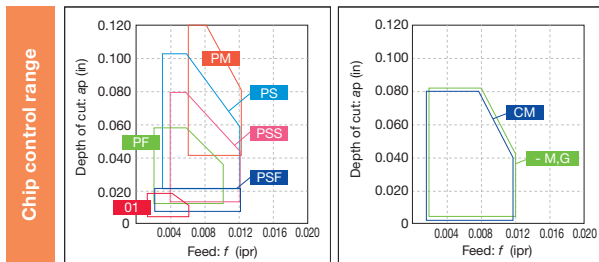 Chip control range
Depth of cut: ap (in)
0.120
0.100
0.080
0.060
0.040
0.020
0
PM
PS
PSS
PF
PSF
01
0.004 0.008 0.012 0.016 0.020
Feed: f (ipr)
Depth of cut: ap (in)
0.120
0.100
0.080
0.060
0.040
0.020
0
CM
- M,G
0.004 0.008 0.012 0.016 0.020
Feed: f (ipr)